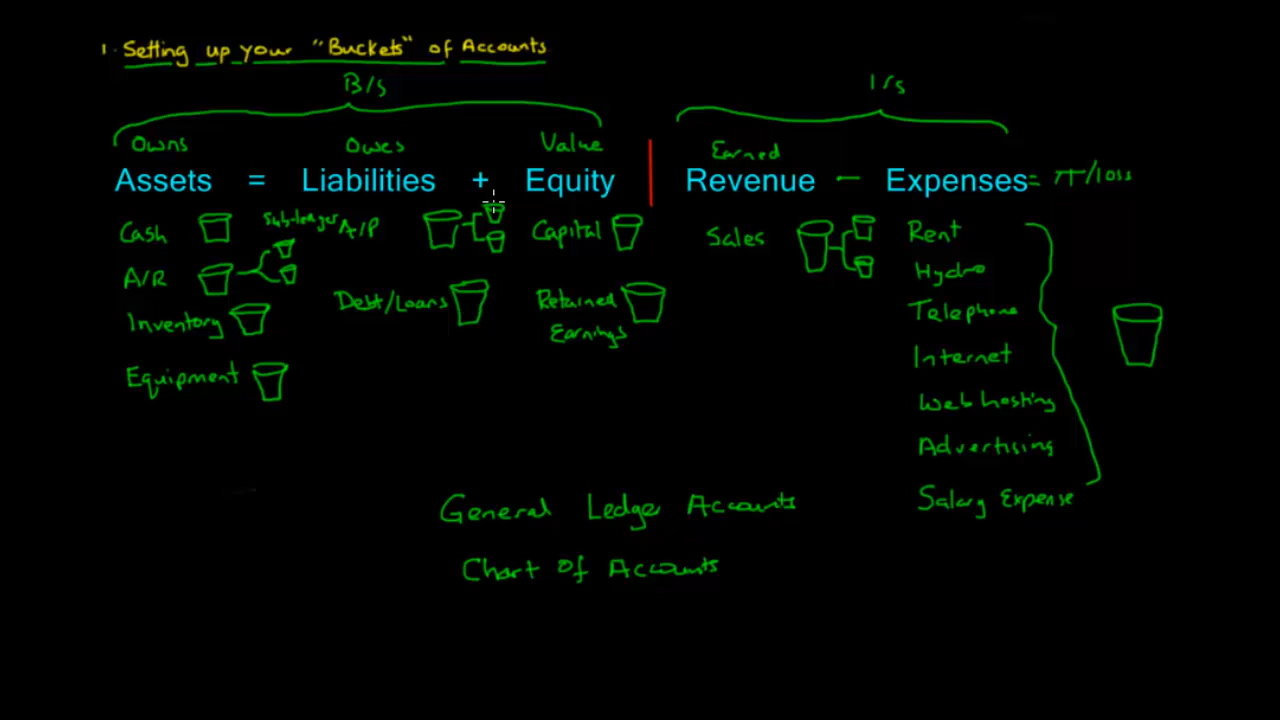 1. Setting up your "Buckets" of Accounts
B/S I/S
Owns Owes Value Earned
Assets = Liabilities + Equity | Revenue - Expenses = π/loss
Cash Sub-ledger A/P Capital Sales Rent
A/R Hydro
Inventory Debt/Loans Retained Earnings Telephone
Equipment Internet
Web hosting
Advertising
General Ledger Accounts Salary Expense
Chart Of Accounts